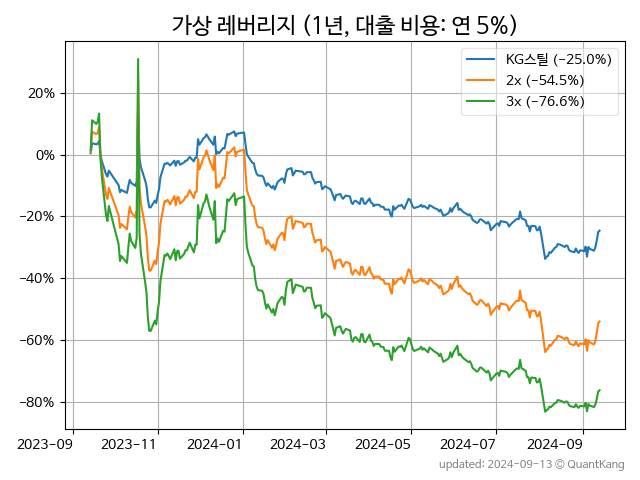 가상 레버리지 (1년, 대출 비용: 연 5%)
KG스틸 (−25.0%)
2x (−54.5%)
3x (−76.6%)
20%
0%
−20%
−40%
−60%
−80%
2023−09 2023−11 2024−01 2024−03 2024−05 2024−07 2024−09
updated: 2024-09-13 © QuantKang